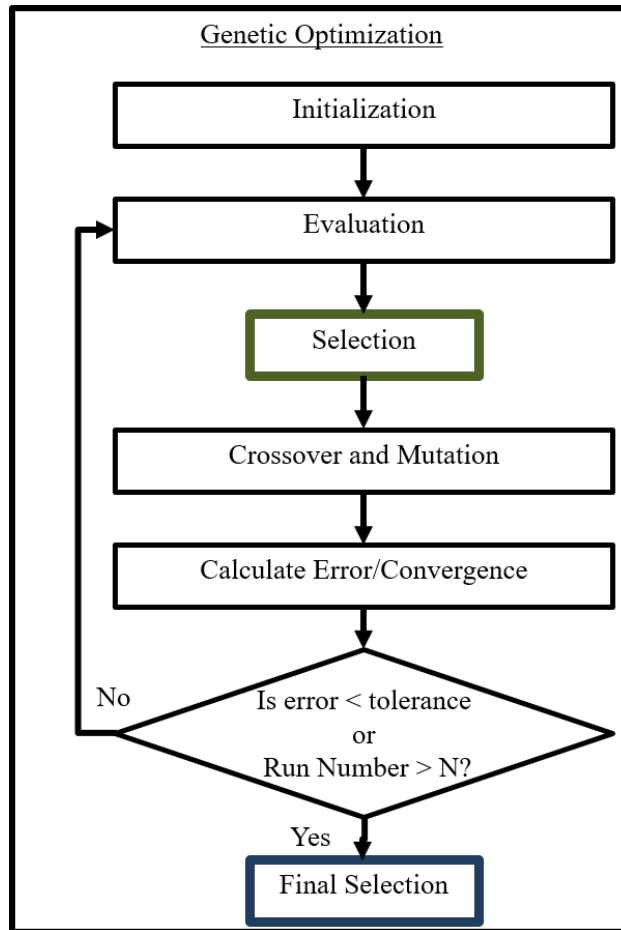 Genetic Optimization
Initialization
Evaluation
Selection
Crossover and Mutation
Calculate Error/Convergence
No
Is error < tolerance
or
Run Number > N?
Yes
Final Selection